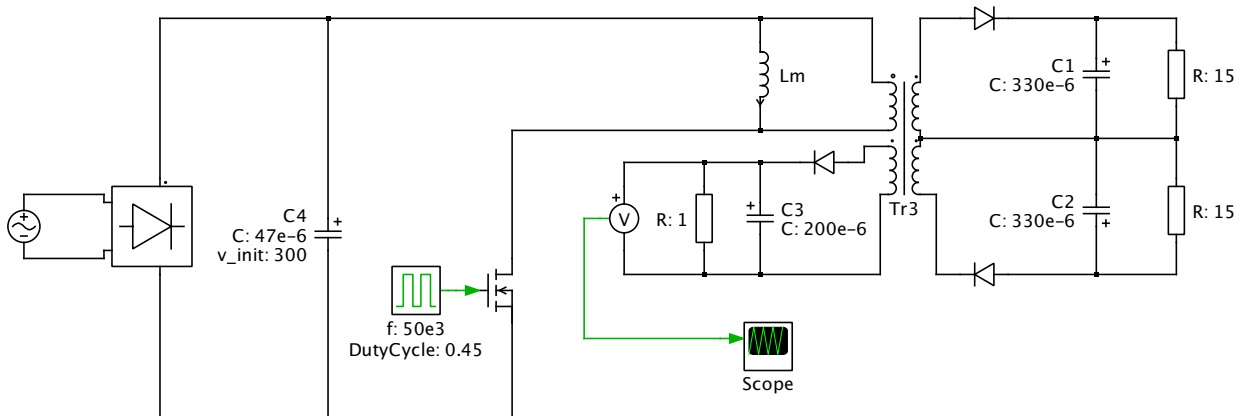 Lm
C1
C: 330e-6
R: 15
C4
C: 47e-6
v_init: 300
V
R: 1
C3
C: 200e-6
Tr3
C2
C: 330e-6
R: 15
f: 50e3
DutyCycle: 0.45
Scope